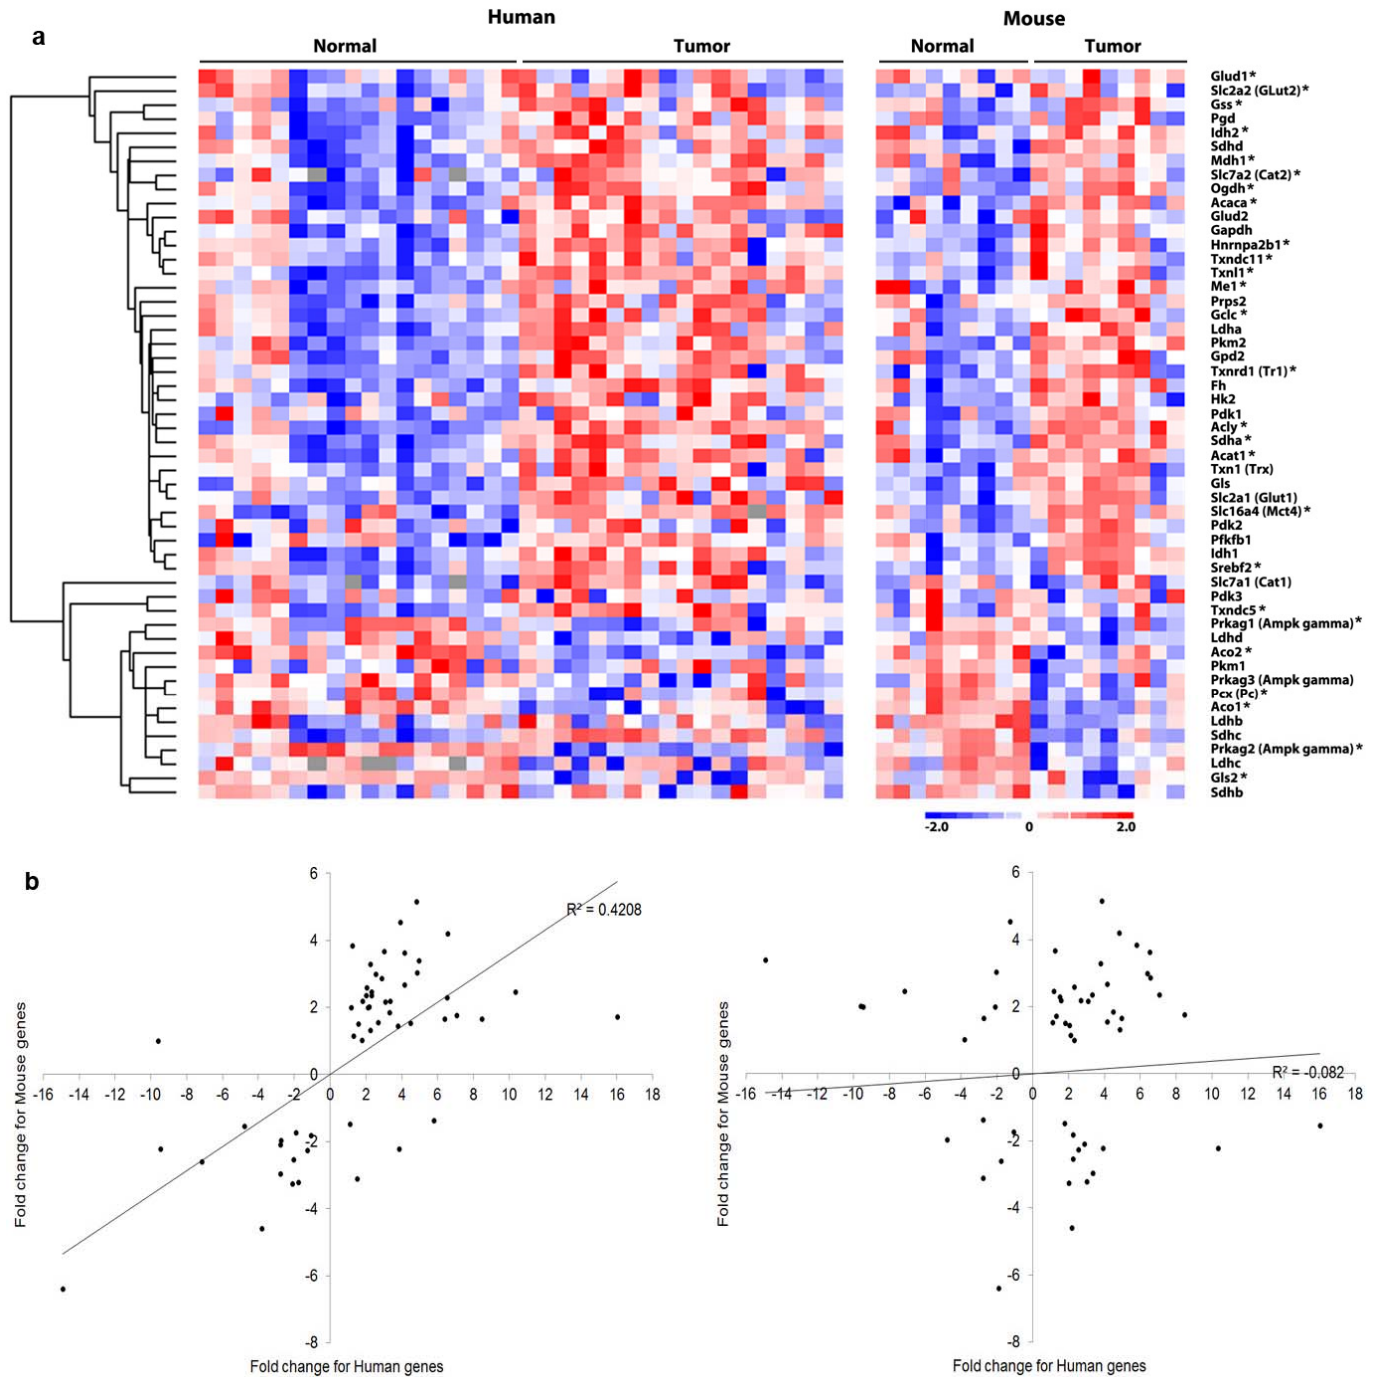 a
Human
Mouse
Normal
Tumor
Normal
Tumor
Glud1*
Slc2a2 (GLut2)*
Gss*
Pgd
Idh2*
Sdhd
Mdh1*
Slc7a2 (Cat2)*
Ogdh*
Acaca*
Glud2
Gapdh
Hnrnpa2b1*
Txndc11*
Txnl1*
Me1*
Prps2
Gclc*
Ldha
Pkm2
Gpd2
Txnrd1 (Tr1)*
Fh
Hk2
Pdk1
Acly*
Sdha*
Acat1*
Txn1 (Trx)
Gls
Slc2a1 (Glut1)
Slc16a4 (Mct4)*
Pdk2
Pfkfb1
Idh1
Srebf2*
Slc7a1 (Cat1)
Pdk3
Txndc5*
Prkag1 (Ampk gamma)*
Ldhd
Aco2*
Pkm1
Prkag3 (Ampk gamma)
Pcx (Pc)*
Aco1*
Ldhb
Sdhc
Prkag2 (Ampk gamma)*
Ldhc
Gls2*
Sdhb
-2.0 0 2.0
b
6
4
2
0
-2
-4
-6
-8
-16 -14 -12 -10 -8 -6 -4 -2 0 2 4 6 8 10 12 14 16 18
R² = 0.4208
Fold change for Mouse genes
Fold change for Human genes
6
4
2
0
-2
-4
-6
-8
-16 -14 -12 -10 -8 -6 -4 -2 0 2 4 6 8 10 12 14 16 18
R² = -0.082
Fold change for Mouse genes
Fold change for Human genes